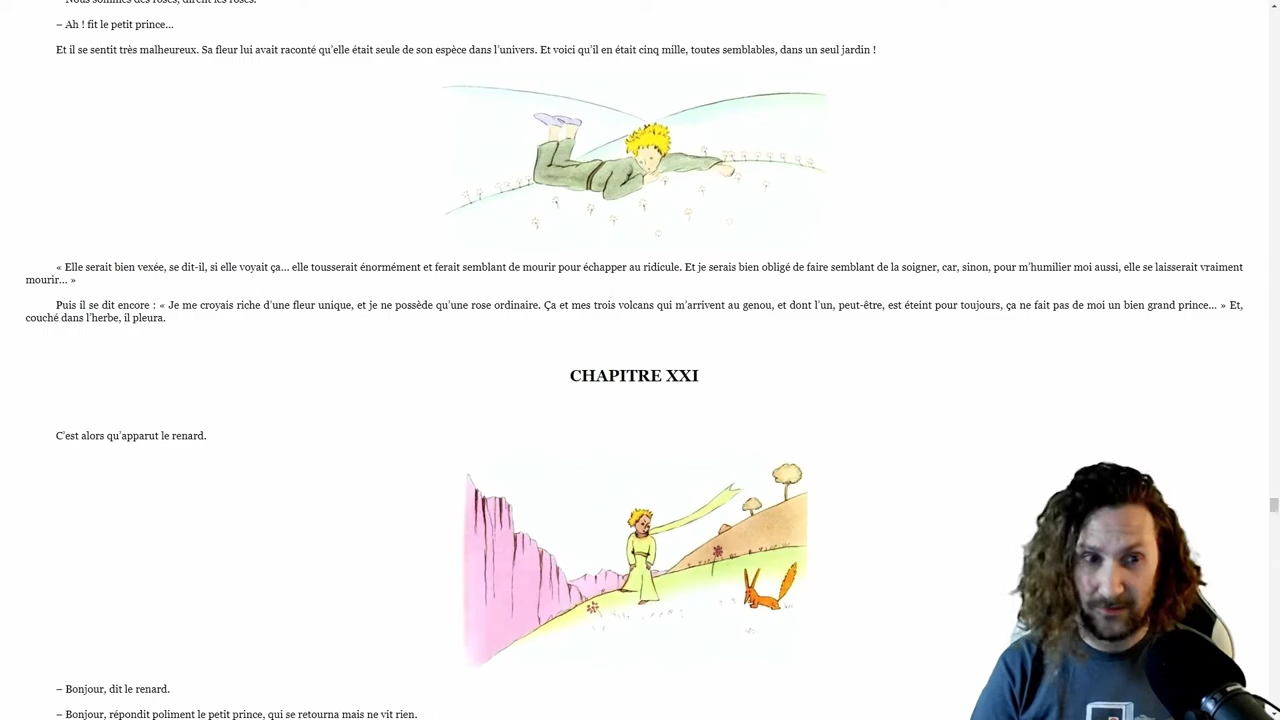 – Ah ! fit le petit prince…
Et il se sentit très malheureux. Sa fleur lui avait raconté qu’elle était seule de son espèce dans l’univers. Et voici qu’il en était cinq mille, toutes semblables, dans un seul jardin !
« Elle serait bien vexée, se dit-il, si elle voyait ça… elle tousserait énormément et ferait semblant de mourir pour échapper au ridicule. Et je serais bien obligé de faire semblant de la soigner, car, sinon, pour m’humilier moi aussi, elle se laisserait vraiment
mourir… »
Puis il se dit encore : « Je me croyais riche d’une fleur unique, et je ne possède qu’une rose ordinaire. Ça et mes trois volcans qui m’arrivent au genou, et dont l’un, peut-être, est éteint pour toujours, ça ne fait pas de moi un bien grand prince… » Et,
couché dans l’herbe, il pleura.
CHAPITRE XXI
C’est alors qu’apparut le renard.
– Bonjour, dit le renard.
– Bonjour, répondit poliment le petit prince, qui se retourna mais ne vit rien.